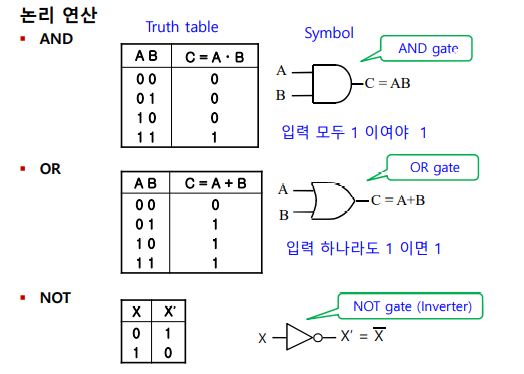 논리 연산
▪ AND
Truth table
Symbol
A B C = A · B
0 0 0
0 1 0
1 0 0
1 1 1
AND gate
A
B
C = AB
입력 모두 1 이여야 1
▪ OR
A B C = A + B
0 0 0
0 1 1
1 0 1
1 1 1
OR gate
A
B
C = A+B
입력 하나라도 1 이면 1
▪ NOT
X X'
0 1
1 0
NOT gate (Inverter)
X X' = X̅